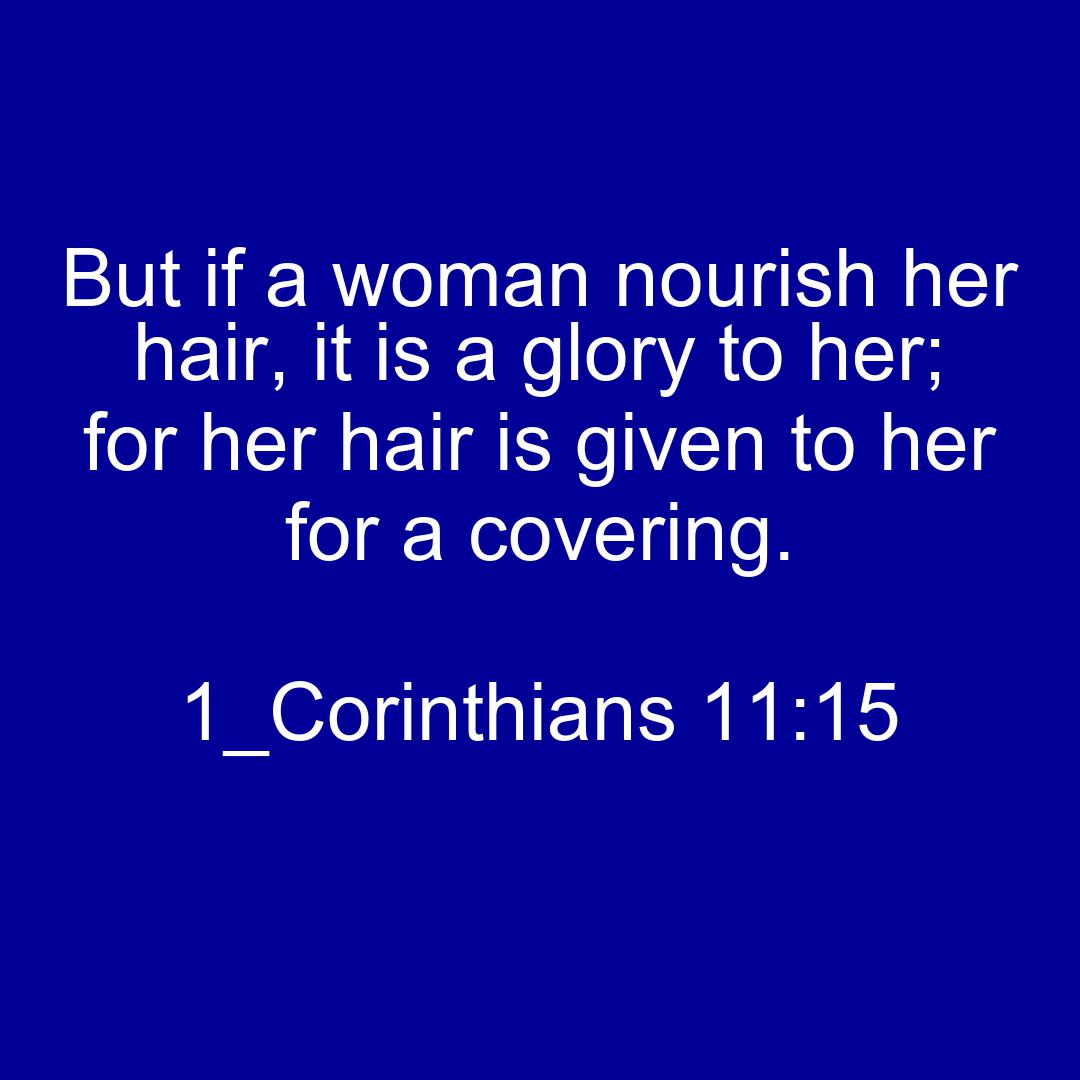 But if a woman nourish her
hair, it is a glory to her;
for her hair is given to her
for a covering.
1_Corinthians 11:15